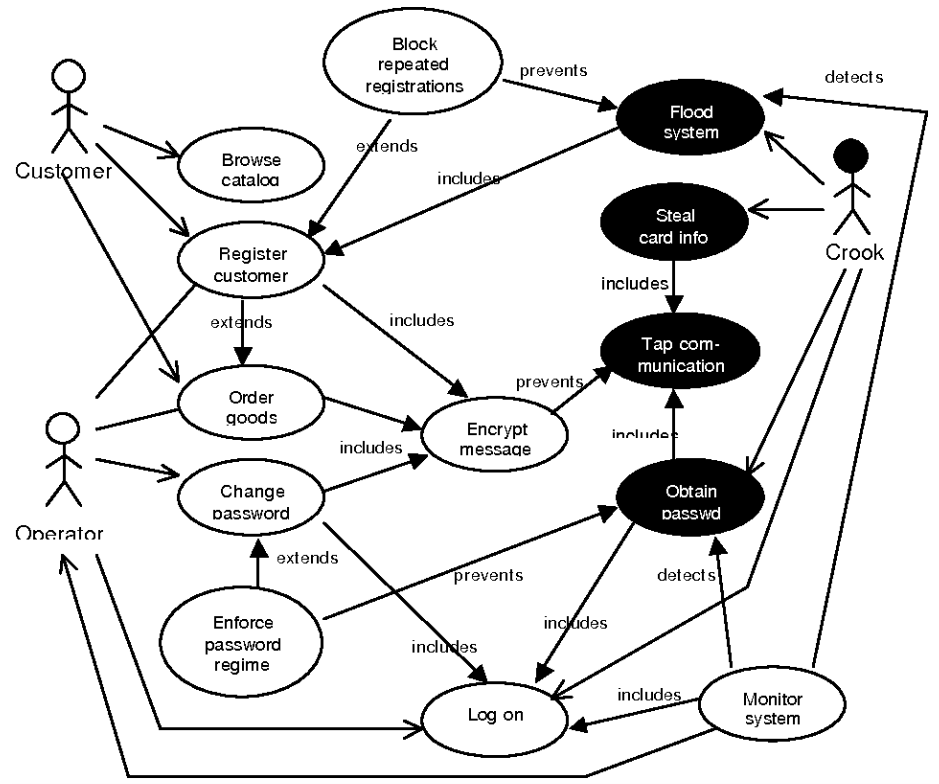 Block
repeated
registrations
prevents
detects
Flood
system
Customer
Browse
catalog
extends
includes
Steal
card info
Crook
Register
customer
includes
extends
includes
Tap com-
munication
prevents
Order
goods
Encrypt
message
includes
includes
Change
password
Obtain
passwd
Operator
extends
prevents
detects
Enforce
password
regime
includes
includes
includes
Log on
Monitor
system